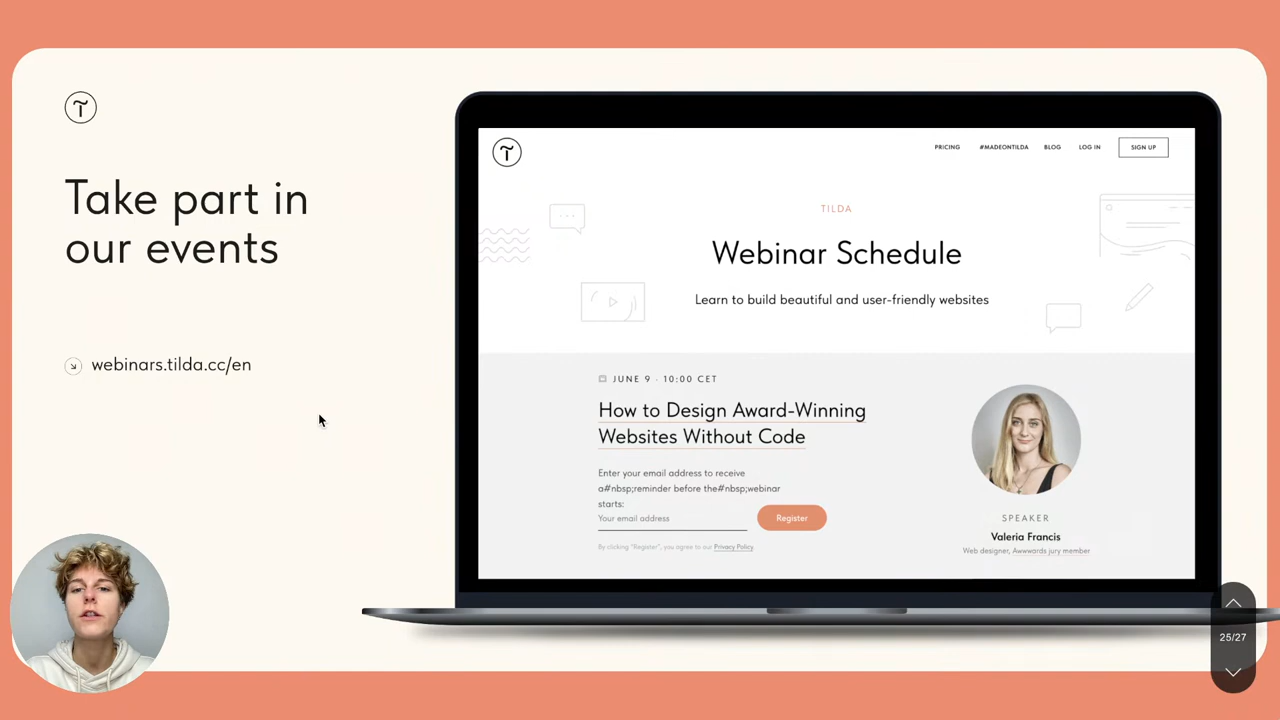 Take part in
our events
webinars.tilda.cc/en
PRICING #MADEONTILDA BLOG LOG IN SIGN UP
TILDA
Webinar Schedule
Learn to build beautiful and user-friendly websites
JUNE 9 · 10:00 CET
How to Design Award-Winning
Websites Without Code
Enter your email address to receive
a#nbsp;reminder before the#nbsp;webinar
starts:
Your email address
Register
By clicking "Register", you agree to our Privacy Policy.
SPEAKER
Valeria Francis
Web designer, Awwwards jury member
25/27